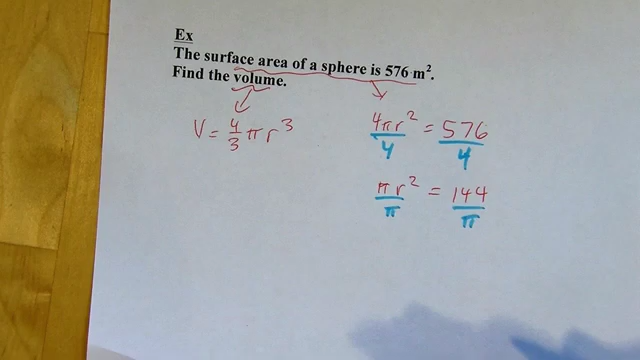 Ex
The surface area of a sphere is 576 m².
Find the volume.
V = 4/3 πr³
4πr²/4 = 576/4
πr²/π = 144/π